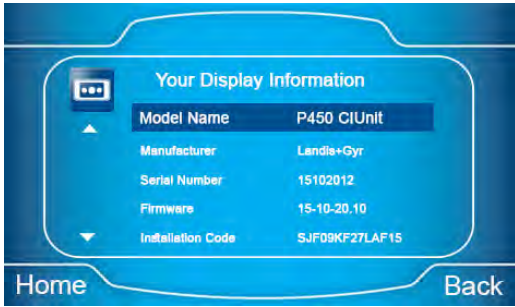 Your Display Information
Model Name P450 CIUnit
Manufacturer Landis+Gyr
Serial Number 15102012
Firmware 15-10-20.10
Installation Code SJF09KF27LAF15
Home Back